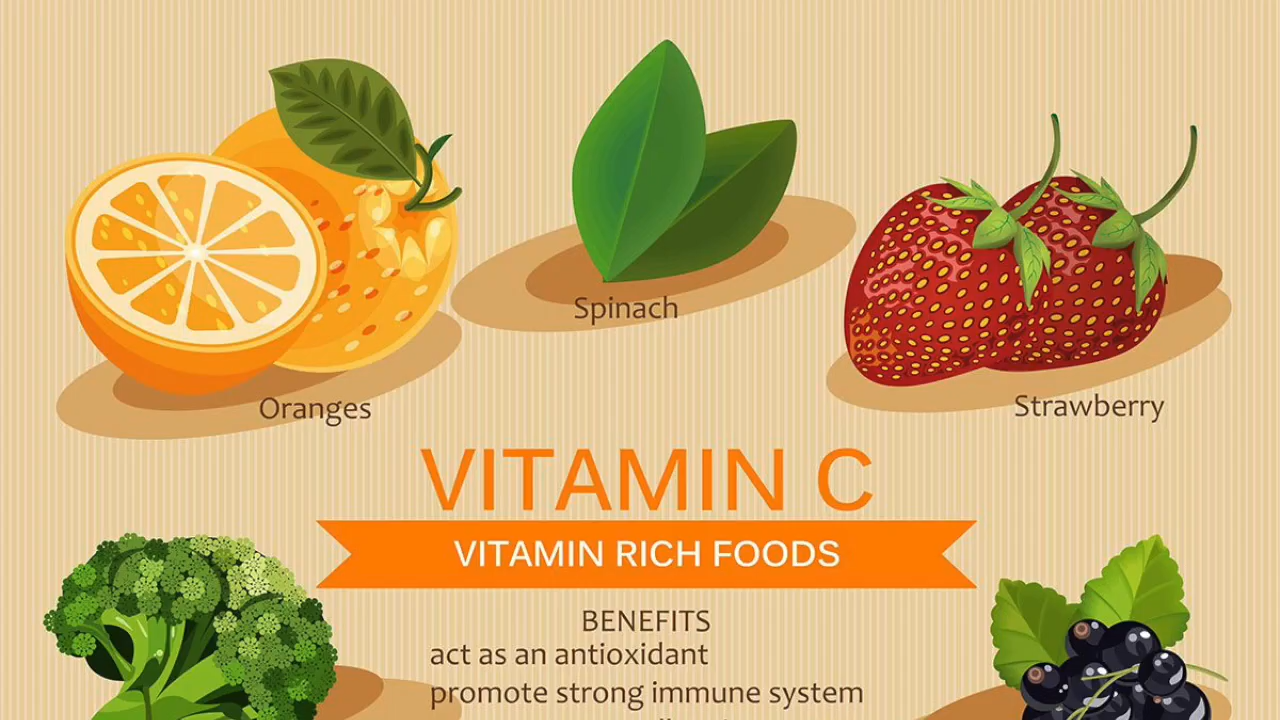 Spinach
Oranges
Strawberry
VITAMIN C
VITAMIN RICH FOODS
BENEFITS
act as an antioxidant
promote strong immune system